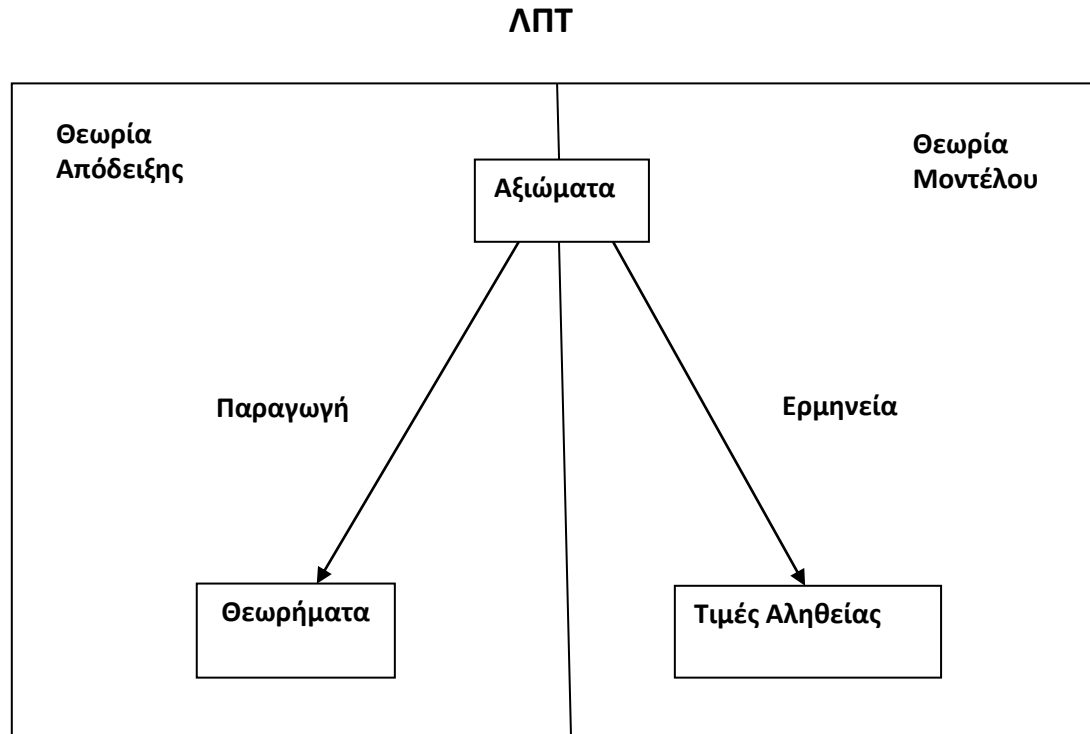 ΛΠΤ
Θεωρία
Απόδειξης
Θεωρία
Μοντέλου
Αξιώματα
Παραγωγή
Ερμηνεία
Θεωρήματα
Τιμές Αληθείας